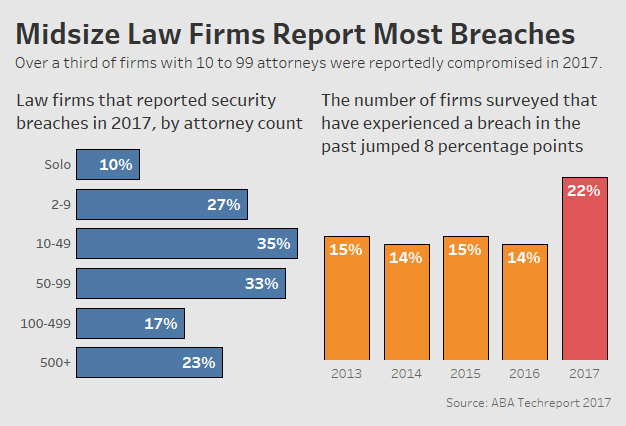 Midsize Law Firms Report Most Breaches
Over a third of firms with 10 to 99 attorneys were reportedly compromised in 2017.
Law firms that reported security
breaches in 2017, by attorney count
Solo 10%
2-9 27%
10-49 35%
50-99 33%
100-499 17%
500+ 23%
The number of firms surveyed that
have experienced a breach in the
past jumped 8 percentage points
15% 14% 15% 14% 22%
2013 2014 2015 2016 2017
Source: ABA Techreport 2017